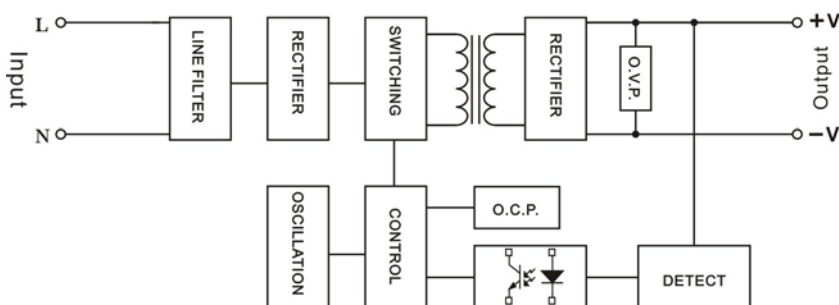 L
Input
N
LINE FILTER
RECTIFIER
SWITCHING
RECTIFIER
O.V.P.
+V
Output
-V
OSCILLATION
CONTROL
O.C.P.
DETECT